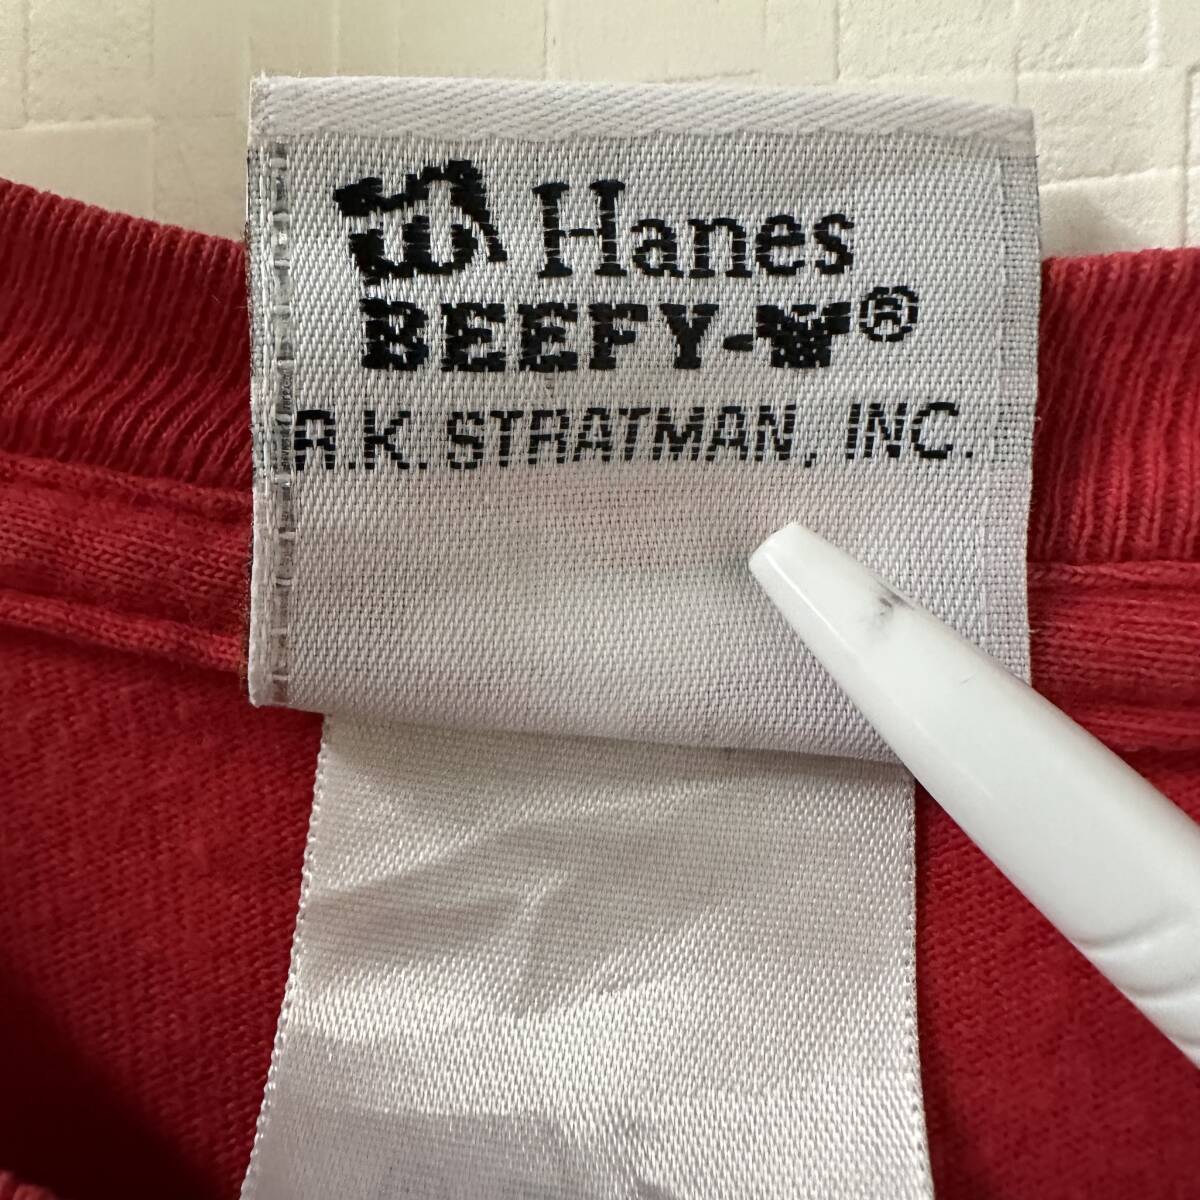 Hanes
BEEFY-T®
A.K. STRATMAN, INC.